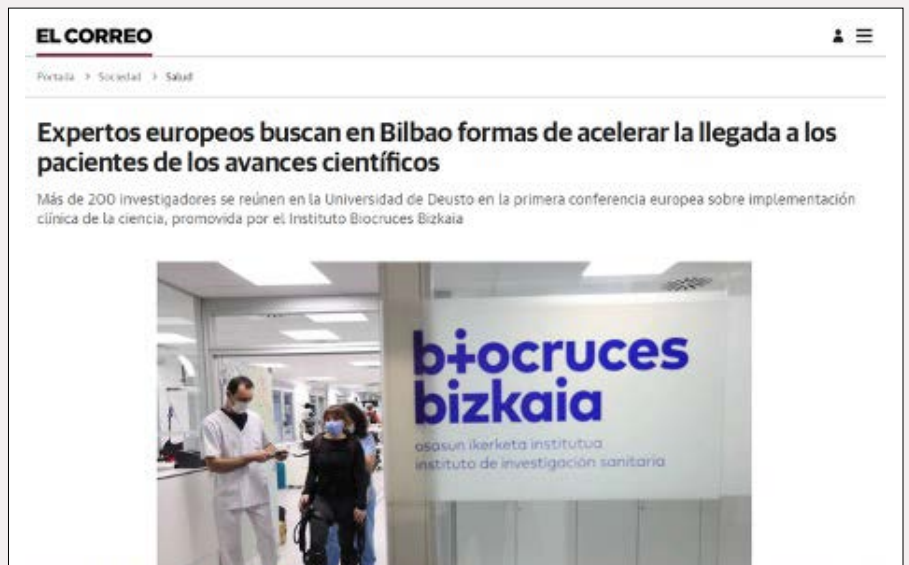 EL CORREO
Portada > Sociedad > Salud
Expertos europeos buscan en Bilbao formas de acelerar la llegada a los
pacientes de los avances científicos
Más de 200 investigadores se reúnen en la Universidad de Deusto en la primera conferencia europea sobre implementación
clínica de la ciencia, promovida por el Instituto Biocruces Bizkaia
biocruces
bizkaia
osasun ikerketa institutua
instituto de investigación sanitaria